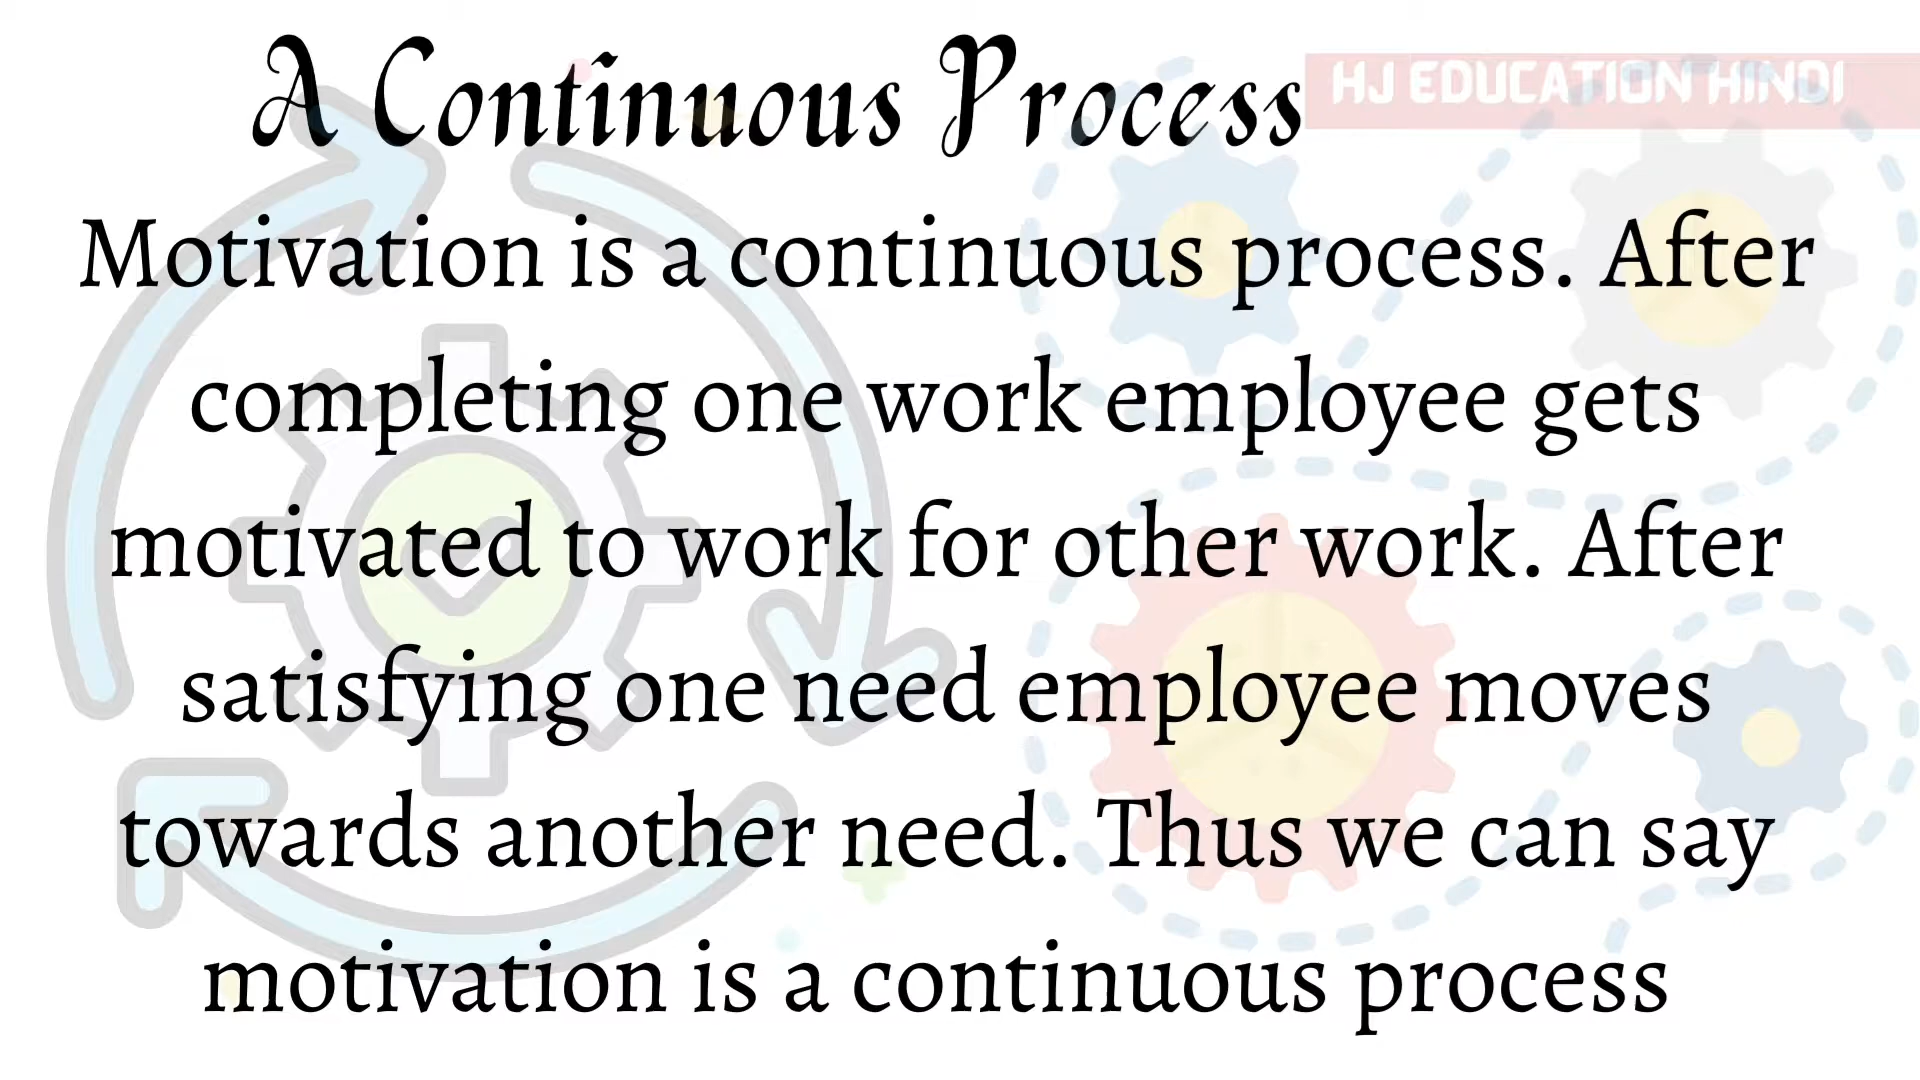 A Continuous Process
HJ EDUCATION HINDI
Motivation is a continuous process. After
completing one work employee gets
motivated to work for other work. After
satisfying one need employee moves
towards another need. Thus we can say
motivation is a continuous process